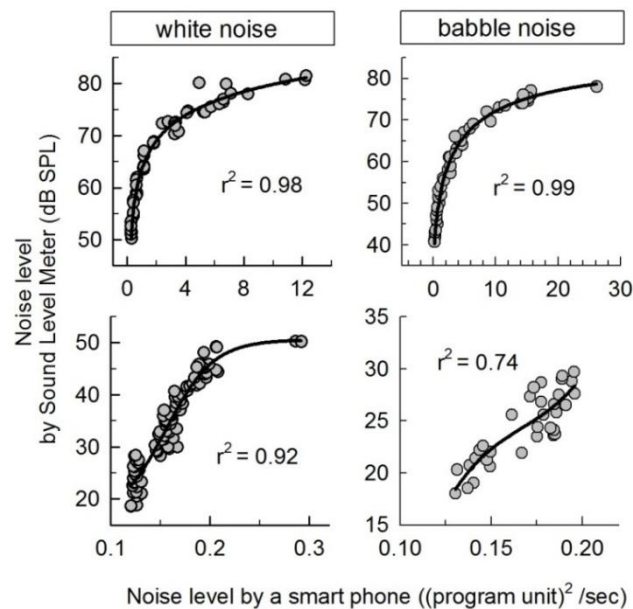 white noise
babble noise
Noise level
by Sound Level Meter (dB SPL)
80
70
60
50
r² = 0.98
0 4 8 12
80
70
60
50
40
r² = 0.99
0 10 20 30
50
40
30
20
r² = 0.92
0.1 0.2 0.3
35
30
25
20
15
r² = 0.74
0.10 0.15 0.20
Noise level by a smart phone ((program unit)² /sec)